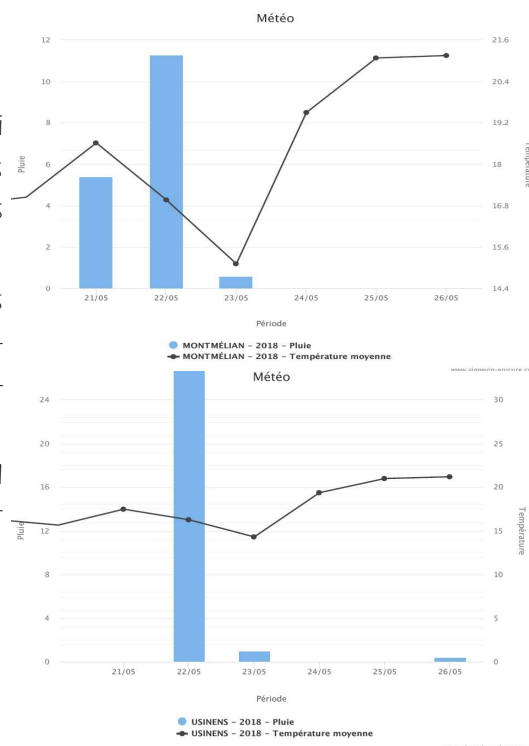 Météo
12 21.6
10 20.4
8 19.2
6 18
4 16.8
2 15.6
0 14.4
Pluie
Température
21/05 22/05 23/05 24/05 25/05 26/05
Période
MONTMÉLIAN - 2018 - Pluie
MONTMÉLIAN - 2018 - Température moyenne
Météo
24 30
20 25
16 20
12 15
8 10
4 5
0 0
Pluie
Température
21/05 22/05 23/05 24/05 25/05 26/05
Période
USINENS - 2018 - Pluie
USINENS - 2018 - Température moyenne